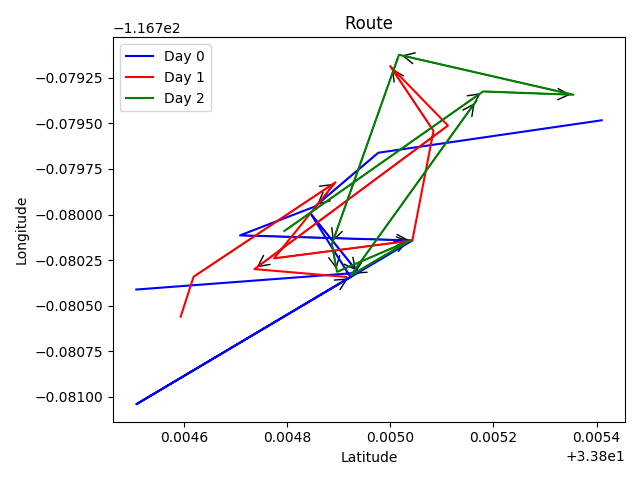 Route
−1.167e2
Day 0
Day 1
Day 2
−0.07925
−0.07950
−0.07975
−0.08000
−0.08025
−0.08050
−0.08075
−0.08100
Longitude
0.0046 0.0048 0.0050 0.0052 0.0054
+3.38e1
Latitude